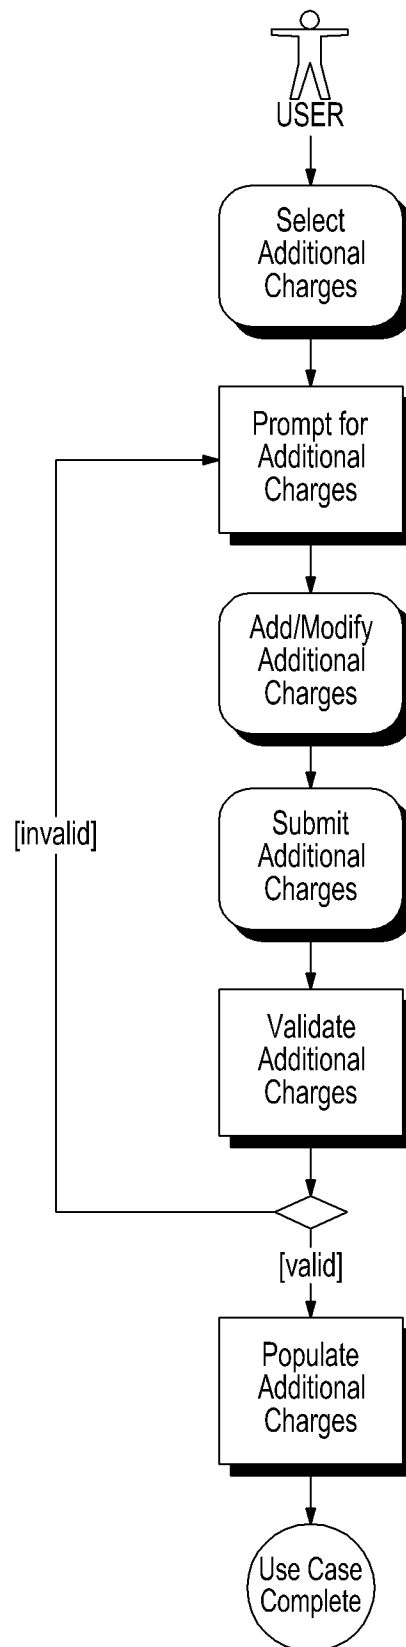 USER
Select
Additional
Charges
Prompt for
Additional
Charges
Add/Modify
Additional
Charges
[invalid]
Submit
Additional
Charges
Validate
Additional
Charges
[valid]
Populate
Additional
Charges
Use Case
Complete